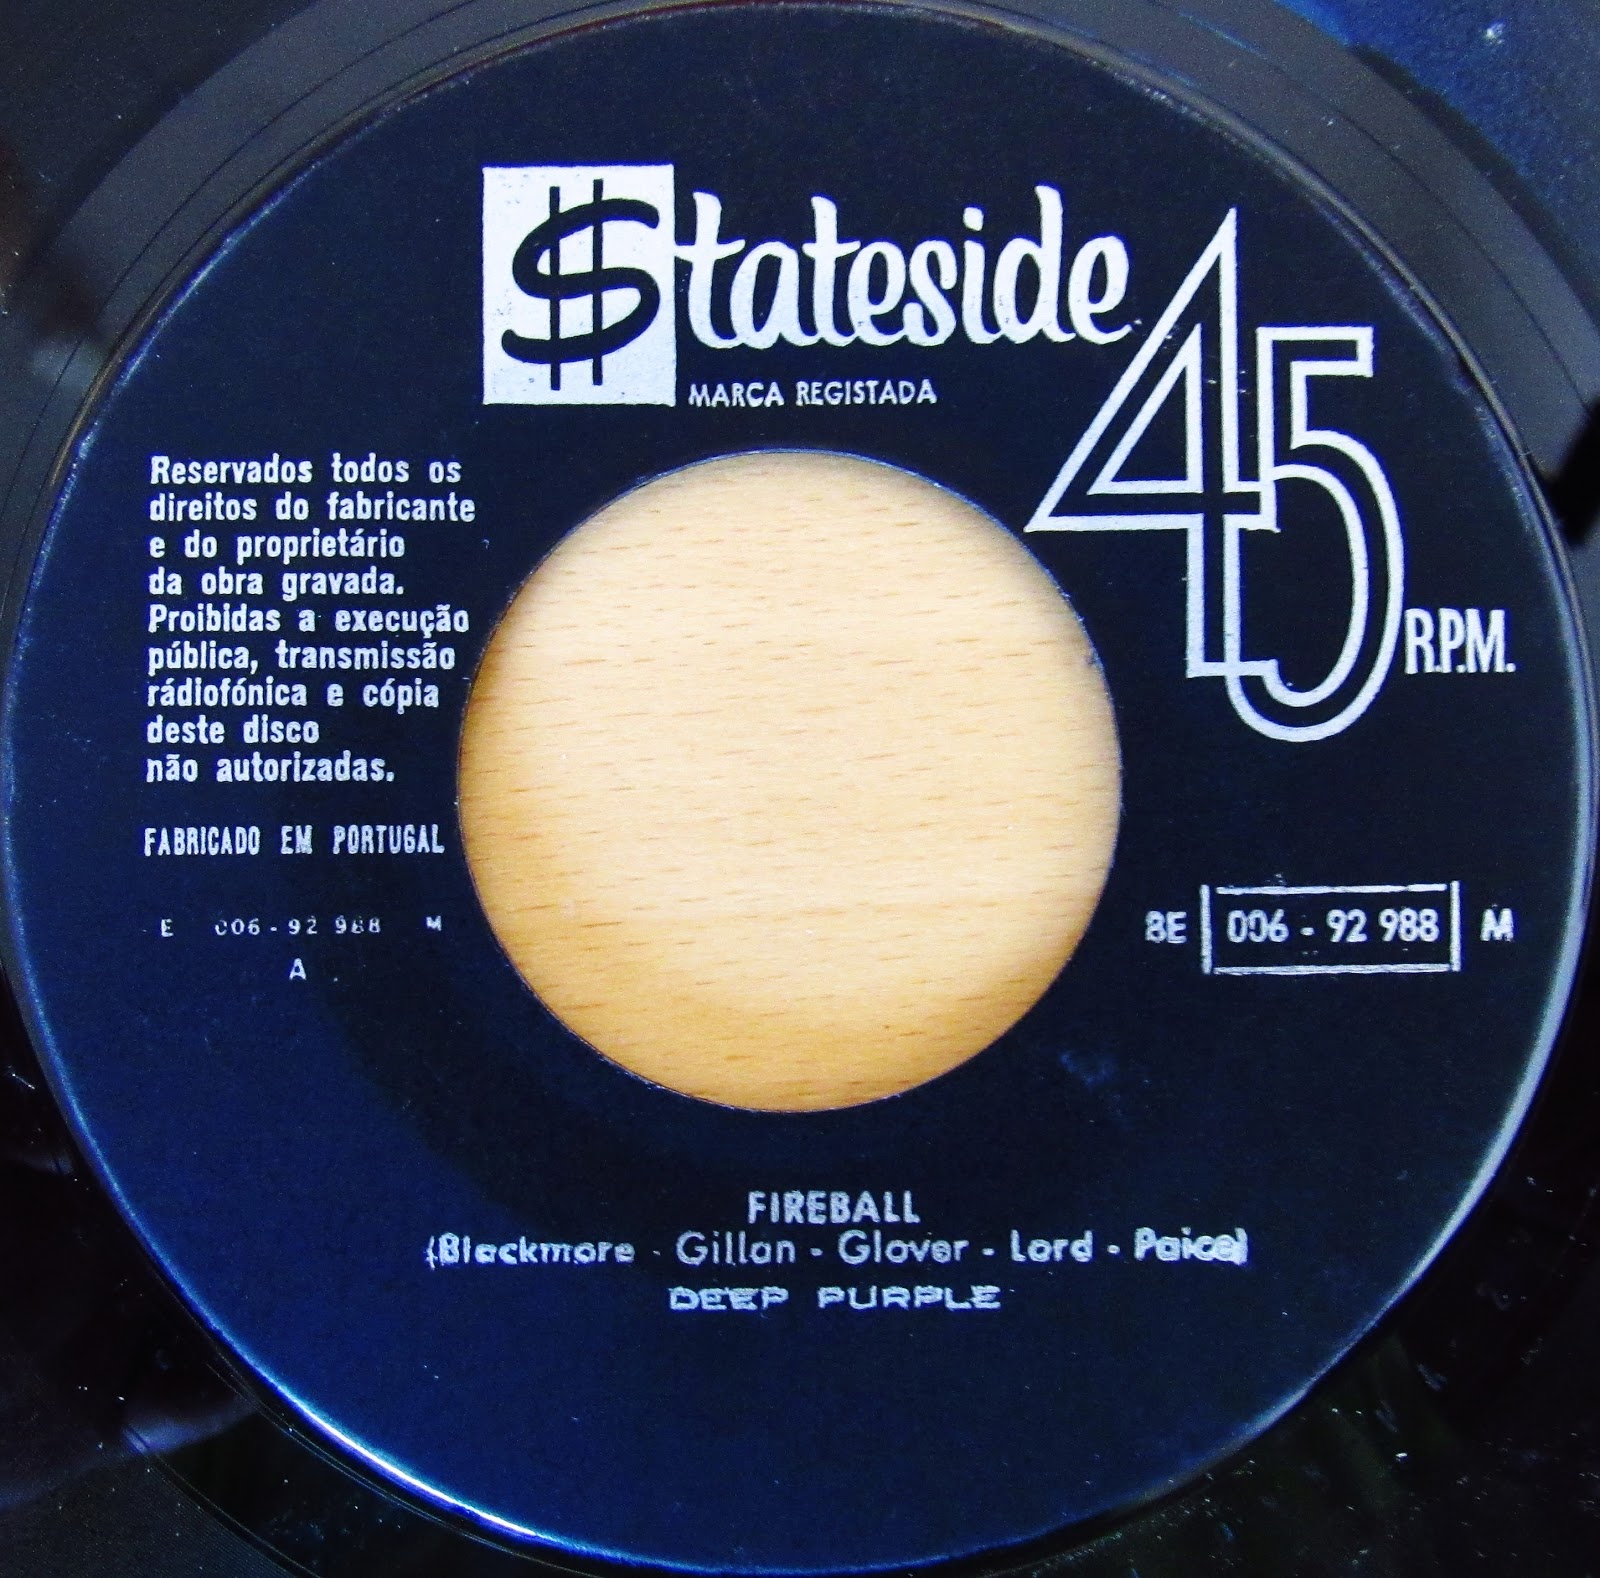 $tateside
MARCA REGISTADA
45 R.P.M.
Reservados todos os
direitos do fabricante
e do proprietário
da obra gravada.
Proibidas a execução
pública, transmissão
rádiofónica e cópia
deste disco
não autorizadas.
FABRICADO EM PORTUGAL
E 006-92 988 M
A
8E 006 - 92 988 M
FIREBALL
(Blackmore - Gillan - Glover - Lord - Paice)
DEEP PURPLE